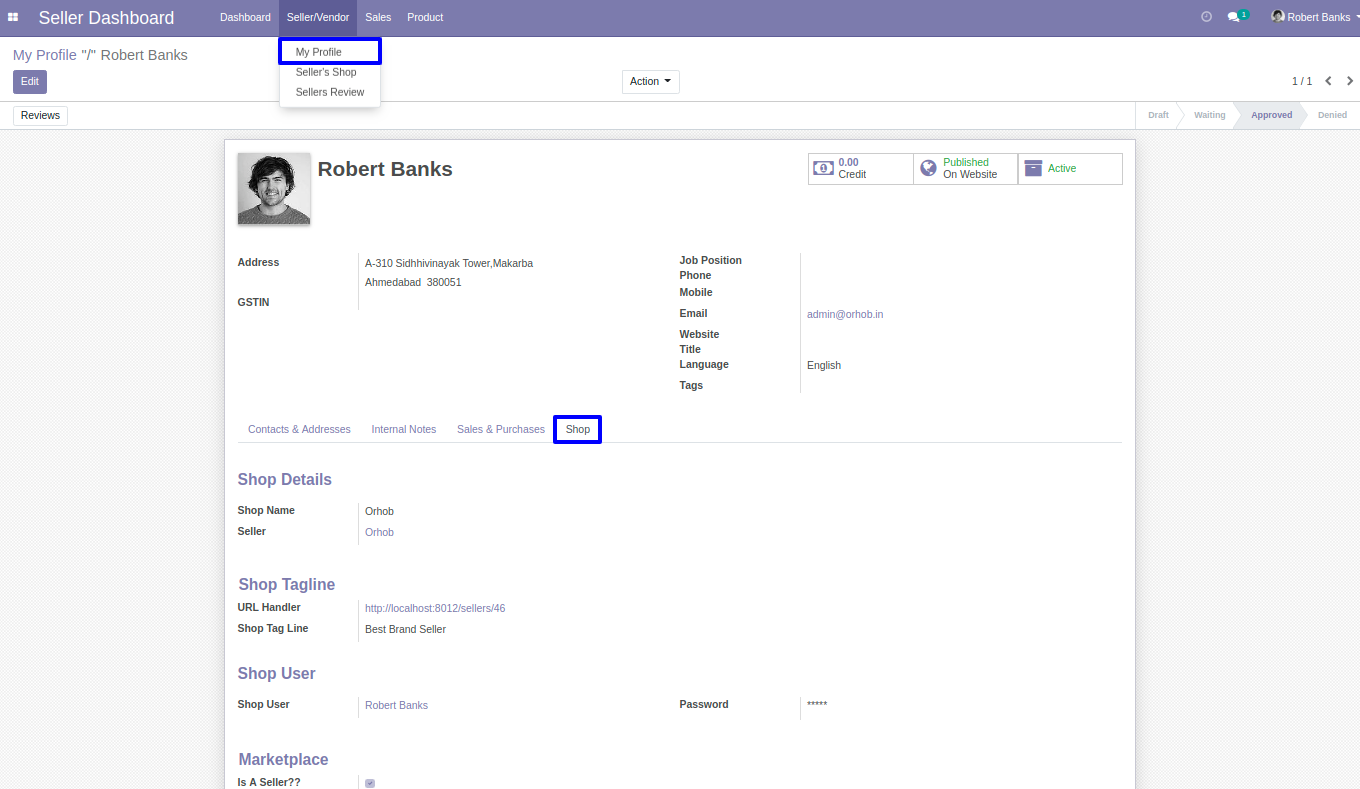 Seller Dashboard Dashboard Seller/Vendor Sales Product 1 Robert Banks
My Profile "/" Robert Banks
My Profile
Seller's Shop
Sellers Review
Edit Action 1 / 1
Reviews Draft Waiting Approved Denied
Robert Banks
0.00
Credit
Published
On Website
Active
Address A-310 Sidhhivinayak Tower,Makarba
Ahmedabad 380051
GSTIN
Job Position
Phone
Mobile
Email admin@orhob.in
Website
Title
Language English
Tags
Contacts & Addresses Internal Notes Sales & Purchases Shop
Shop Details
Shop Name Orhob
Seller Orhob
Shop Tagline
URL Handler http://localhost:8012/sellers/46
Shop Tag Line Best Brand Seller
Shop User
Shop User Robert Banks Password *****
Marketplace
Is A Seller??